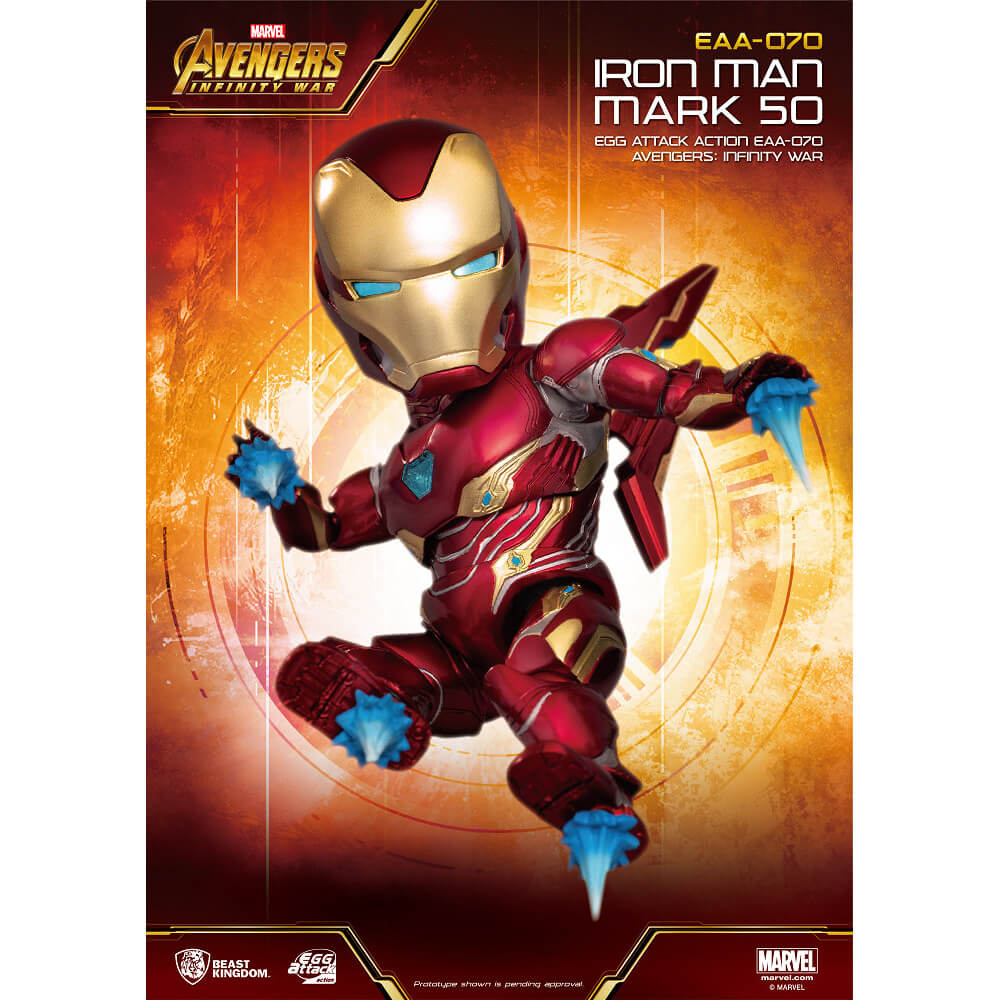 MARVEL
AVENGERS
INFINITY WAR
EAA-070
IRON MAN
MARK 50
EGG ATTACK ACTION EAA-070
AVENGERS: INFINITY WAR
BEAST
KINGDOM.
EGG
attack
action
Prototype shown is pending approval.
MARVEL
marvel.com
© MARVEL